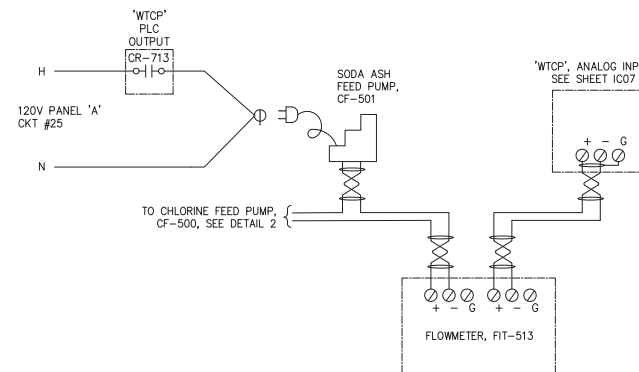 'WTCP'
PLC
OUTPUT
CR-713
H
120V PANEL 'A'
CKT #25
N
SODA ASH
FEED PUMP,
CF-501
'WTCP', ANALOG INP
SEE SHEET IC07
+ - G
TO CHLORINE FEED PUMP,
CF-500, SEE DETAIL 2
+ - G
+ - G
FLOWMETER, FIT-513